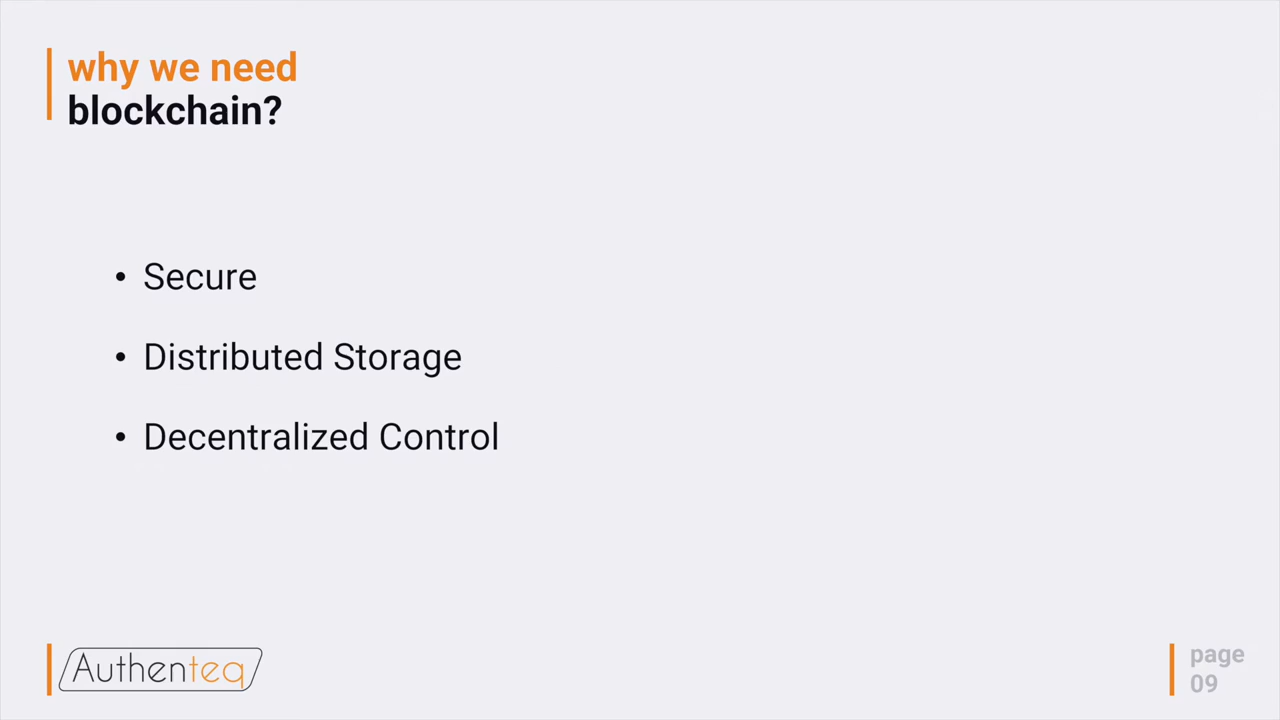 why we need
blockchain?
• Secure
• Distributed Storage
• Decentralized Control
Authenteq
page
09